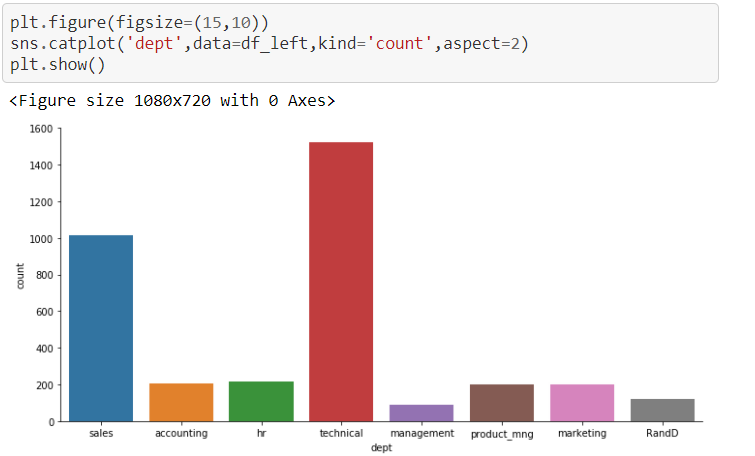 plt.figure(figsize=(15,10))
sns.catplot('dept',data=df_left,kind='count',aspect=2)
plt.show()
<Figure size 1080x720 with 0 Axes>
1600
1400
1200
1000
800
600
400
200
0
count
sales accounting hr technical management product_mng marketing RandD
dept